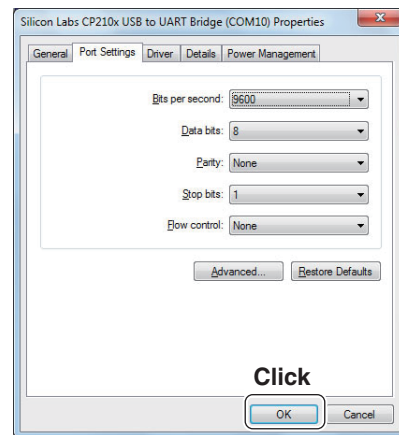 Silicon Labs CP210x USB to UART Bridge (COM10) Properties
General Port Settings Driver Details Power Management
Bits per second: 9600
Data bits: 8
Parity: None
Stop bits: 1
Flow control: None
Advanced... Restore Defaults
Click
OK Cancel